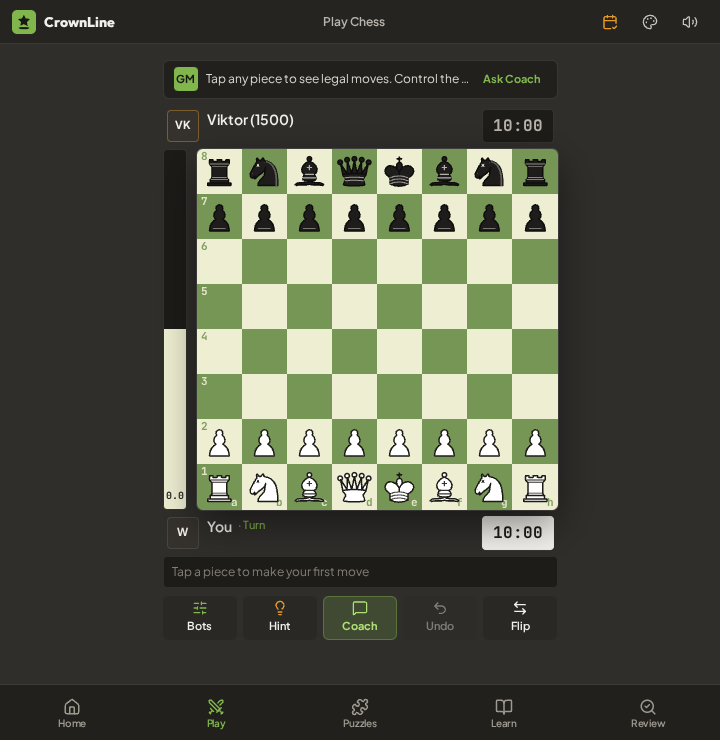 CrownLine
Play Chess
GM Tap any piece to see legal moves. Control the ... Ask Coach
VK Viktor (1500) 10:00
8
7
6
5
4
3
2
1
a b c d e f g h
0.0
W You · Turn 10:00
Tap a piece to make your first move
Bots Hint Coach Undo Flip
Home Play Puzzles Learn Review